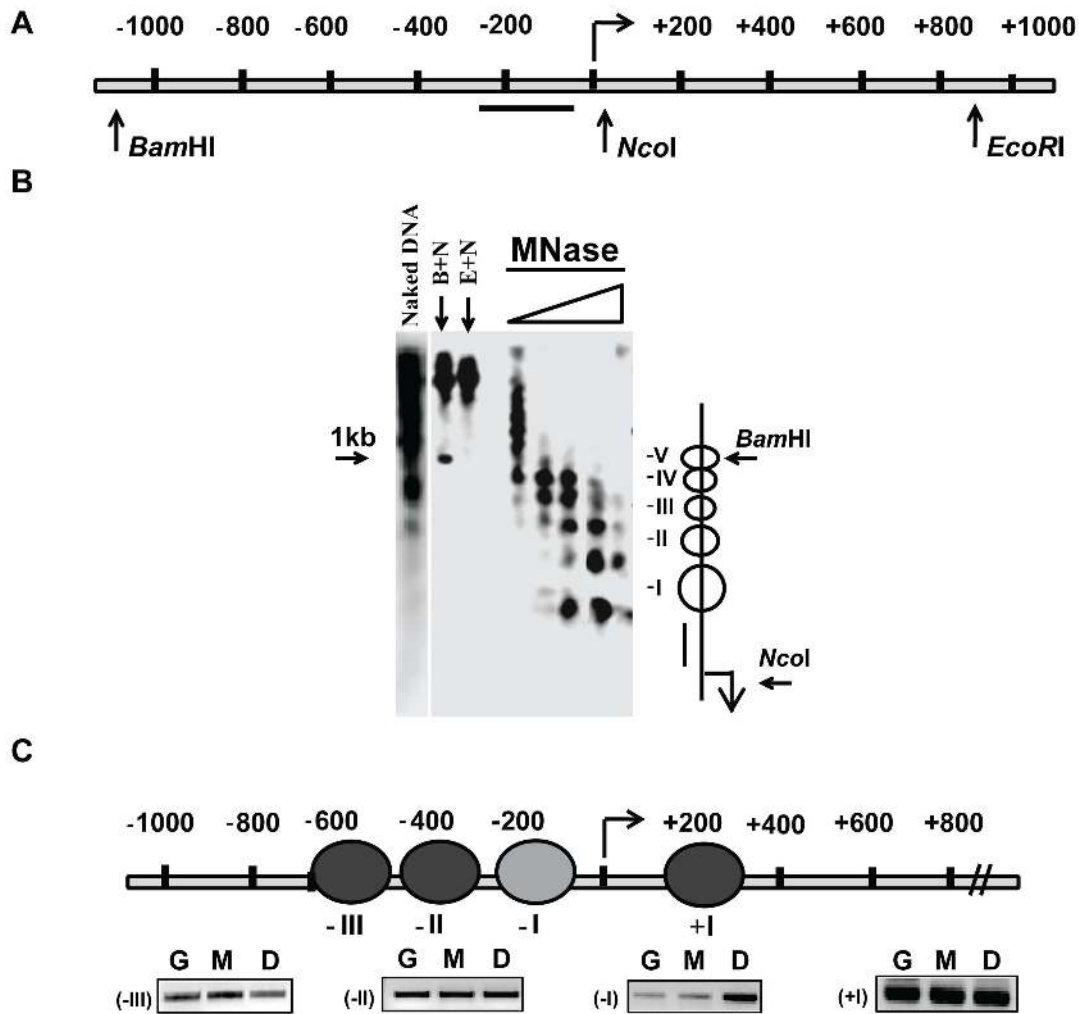 A
-1000 -800 -600 -400 -200 +200 +400 +600 +800 +1000
BamHI NcoI EcoRI
B
Naked DNA
B+N
E+N
MNase
1kb
-V BamHI
-IV
-III
-II
-I
NcoI
C
-1000 -800 -600 -400 -200 +200 +400 +600 +800
-III -II -I +I
G M D G M D G M D G M D
(-III) (-II) (-I) (+I)